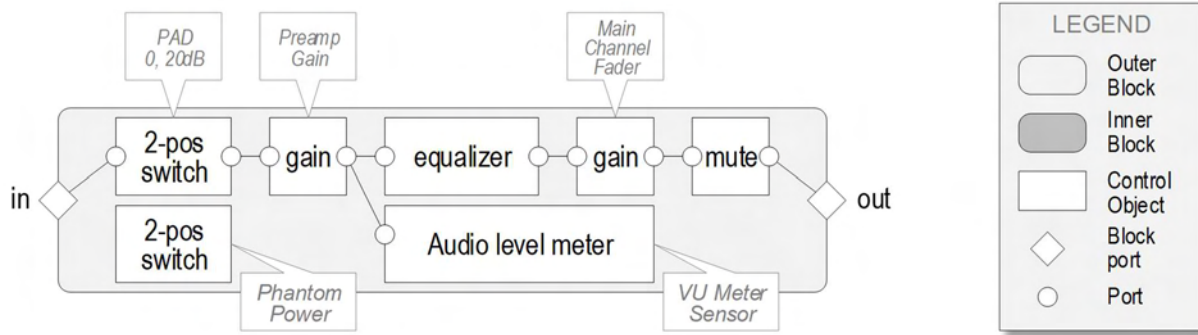 PAD
0, 20dB
Preamp
Gain
Main
Channel
Fader
in
2-pos
switch
gain
equalizer
gain
mute
out
2-pos
switch
Audio level meter
Phantom
Power
VU Meter
Sensor
LEGEND
Outer
Block
Inner
Block
Control
Object
Block
port
Port